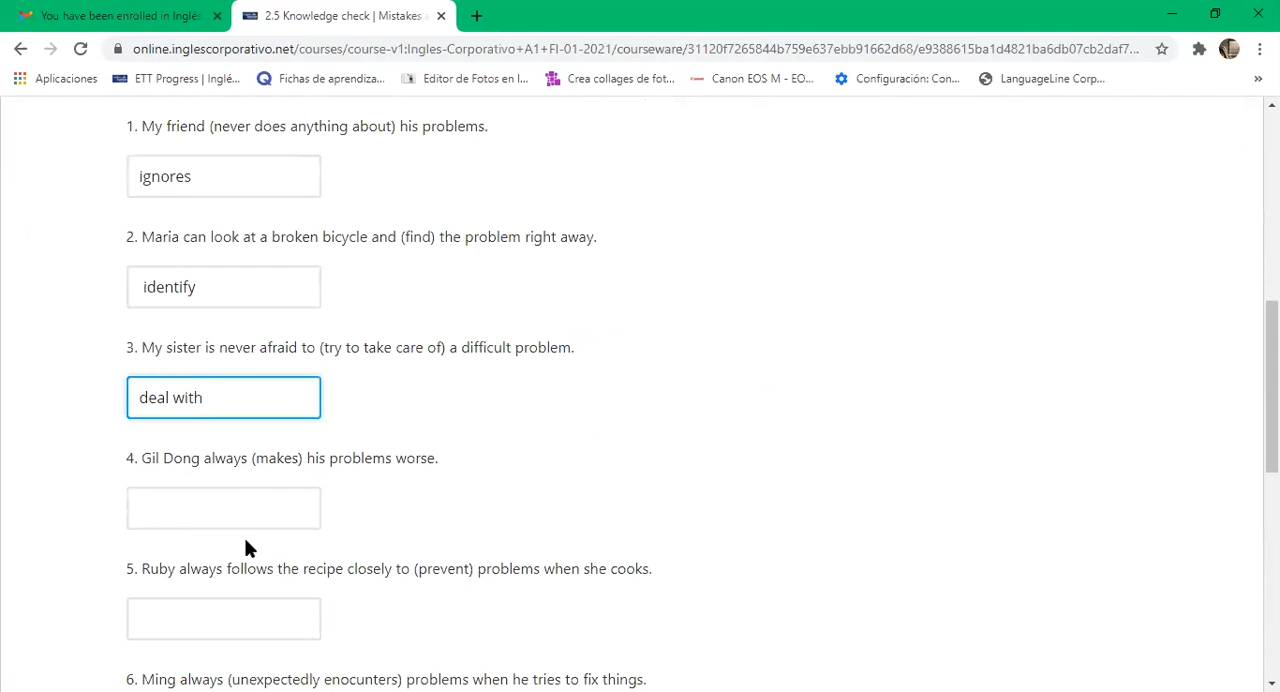 You have been enrolled in Inglés
2.5 Knowledge check | Mistakes
online.inglescorporativo.net/courses/course-v1:Ingles-Corporativo+A1+FI-01-2021/courseware/31120f7265844b759e637ebb91662d68/e9388615ba1d4821ba6db07cb2daf7...
Aplicaciones ETT Progress | Inglé... Fichas de aprendiza... Editor de Fotos en l... Crea collages de fot... Canon EOS M - EO... Configuración: Con... LanguageLine Corp... »
1. My friend (never does anything about) his problems.
ignores
2. Maria can look at a broken bicycle and (find) the problem right away.
identify
3. My sister is never afraid to (try to take care of) a difficult problem.
deal with
4. Gil Dong always (makes) his problems worse.
5. Ruby always follows the recipe closely to (prevent) problems when she cooks.
6. Ming always (unexpectedly enocunters) problems when he tries to fix things.